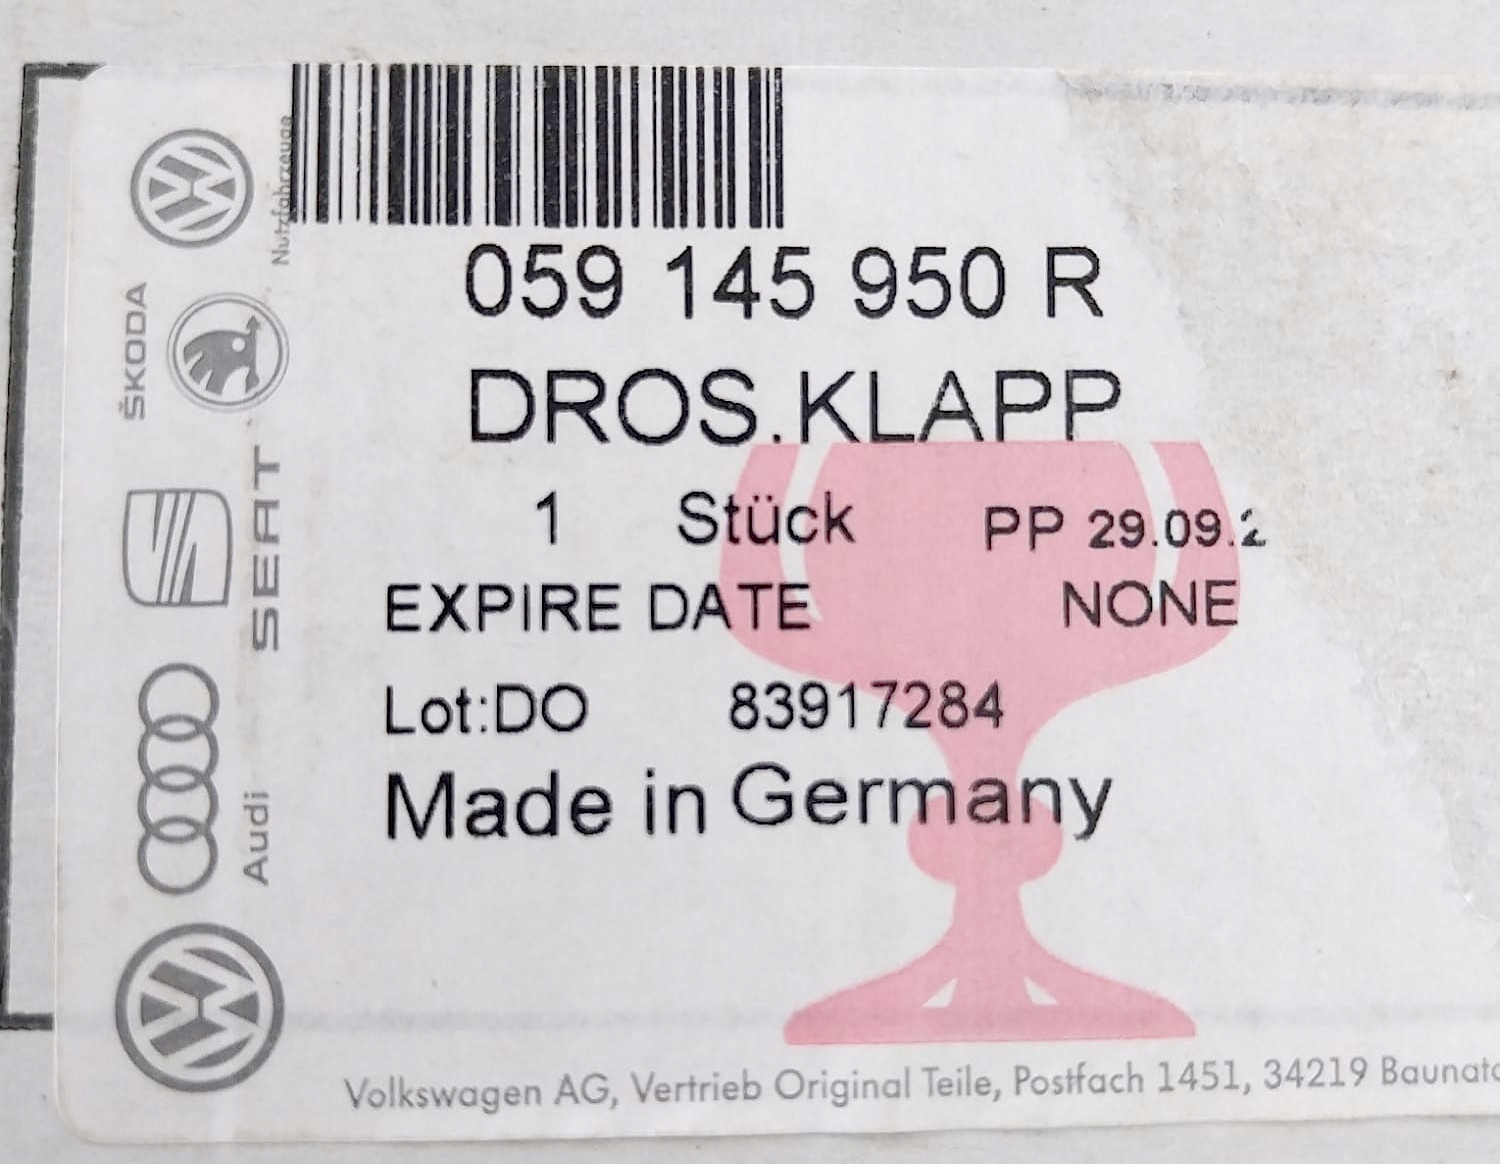 059 145 950 R
DROS.KLAPP
1 Stück PP 29.09.2
EXPIRE DATE NONE
Lot:DO 83917284
Made in Germany
Volkswagen AG, Vertrieb Original Teile, Postfach 1451, 34219
Nutzfahrzeuge
ŠKODA
SEAT
Audi